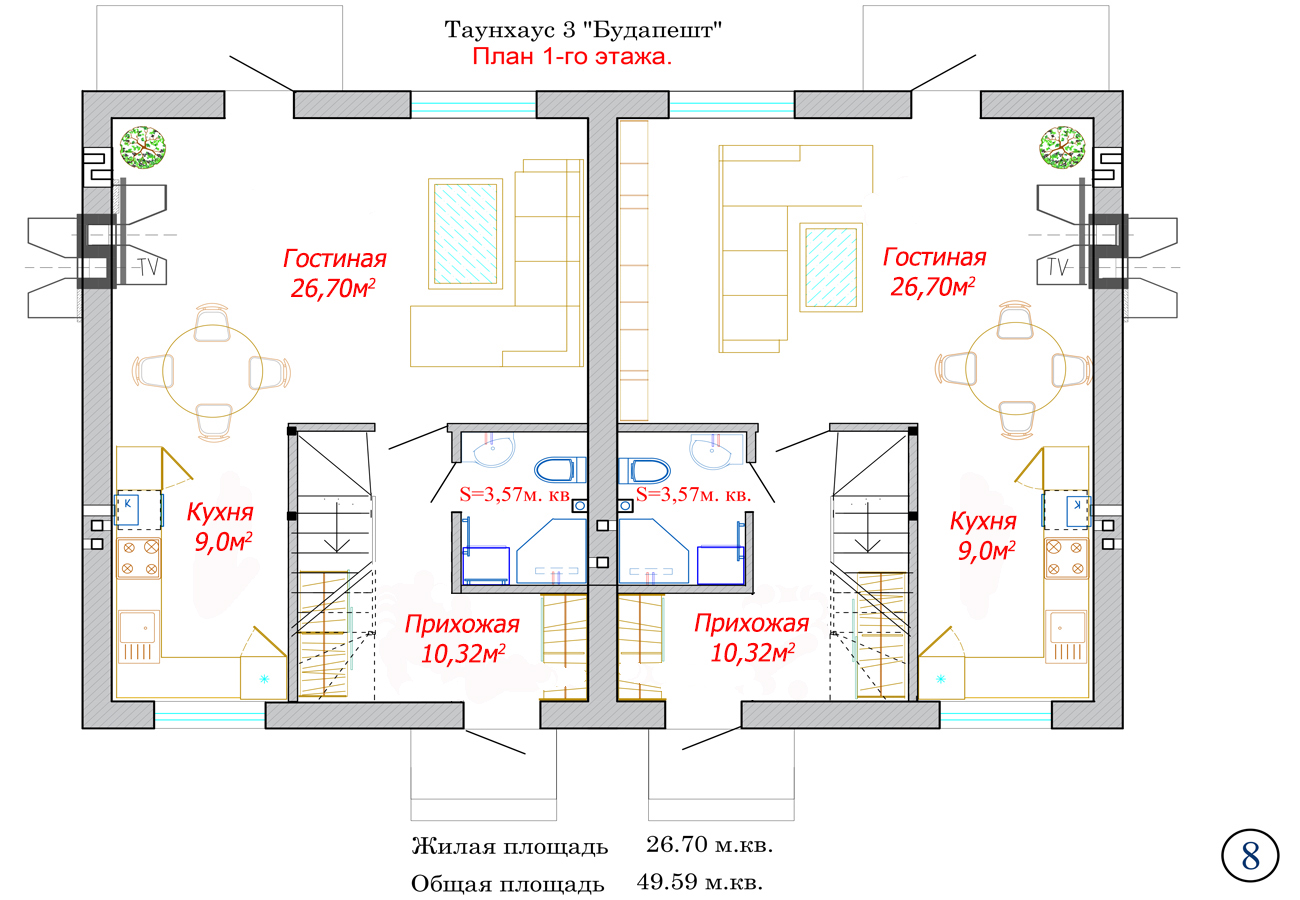 Таунхаус 3 "Будапешт"
План 1-го этажа.
Гостиная
26,70м²
TV
Гостиная
26,70м²
TV
S=3,57м. кв.
S=3,57м. кв.
Кухня
9,0м²
K
Кухня
9,0м²
K
Прихожая
10,32м²
Прихожая
10,32м²
Жилая площадь 26.70 м.кв.
Общая площадь 49.59 м.кв.
8